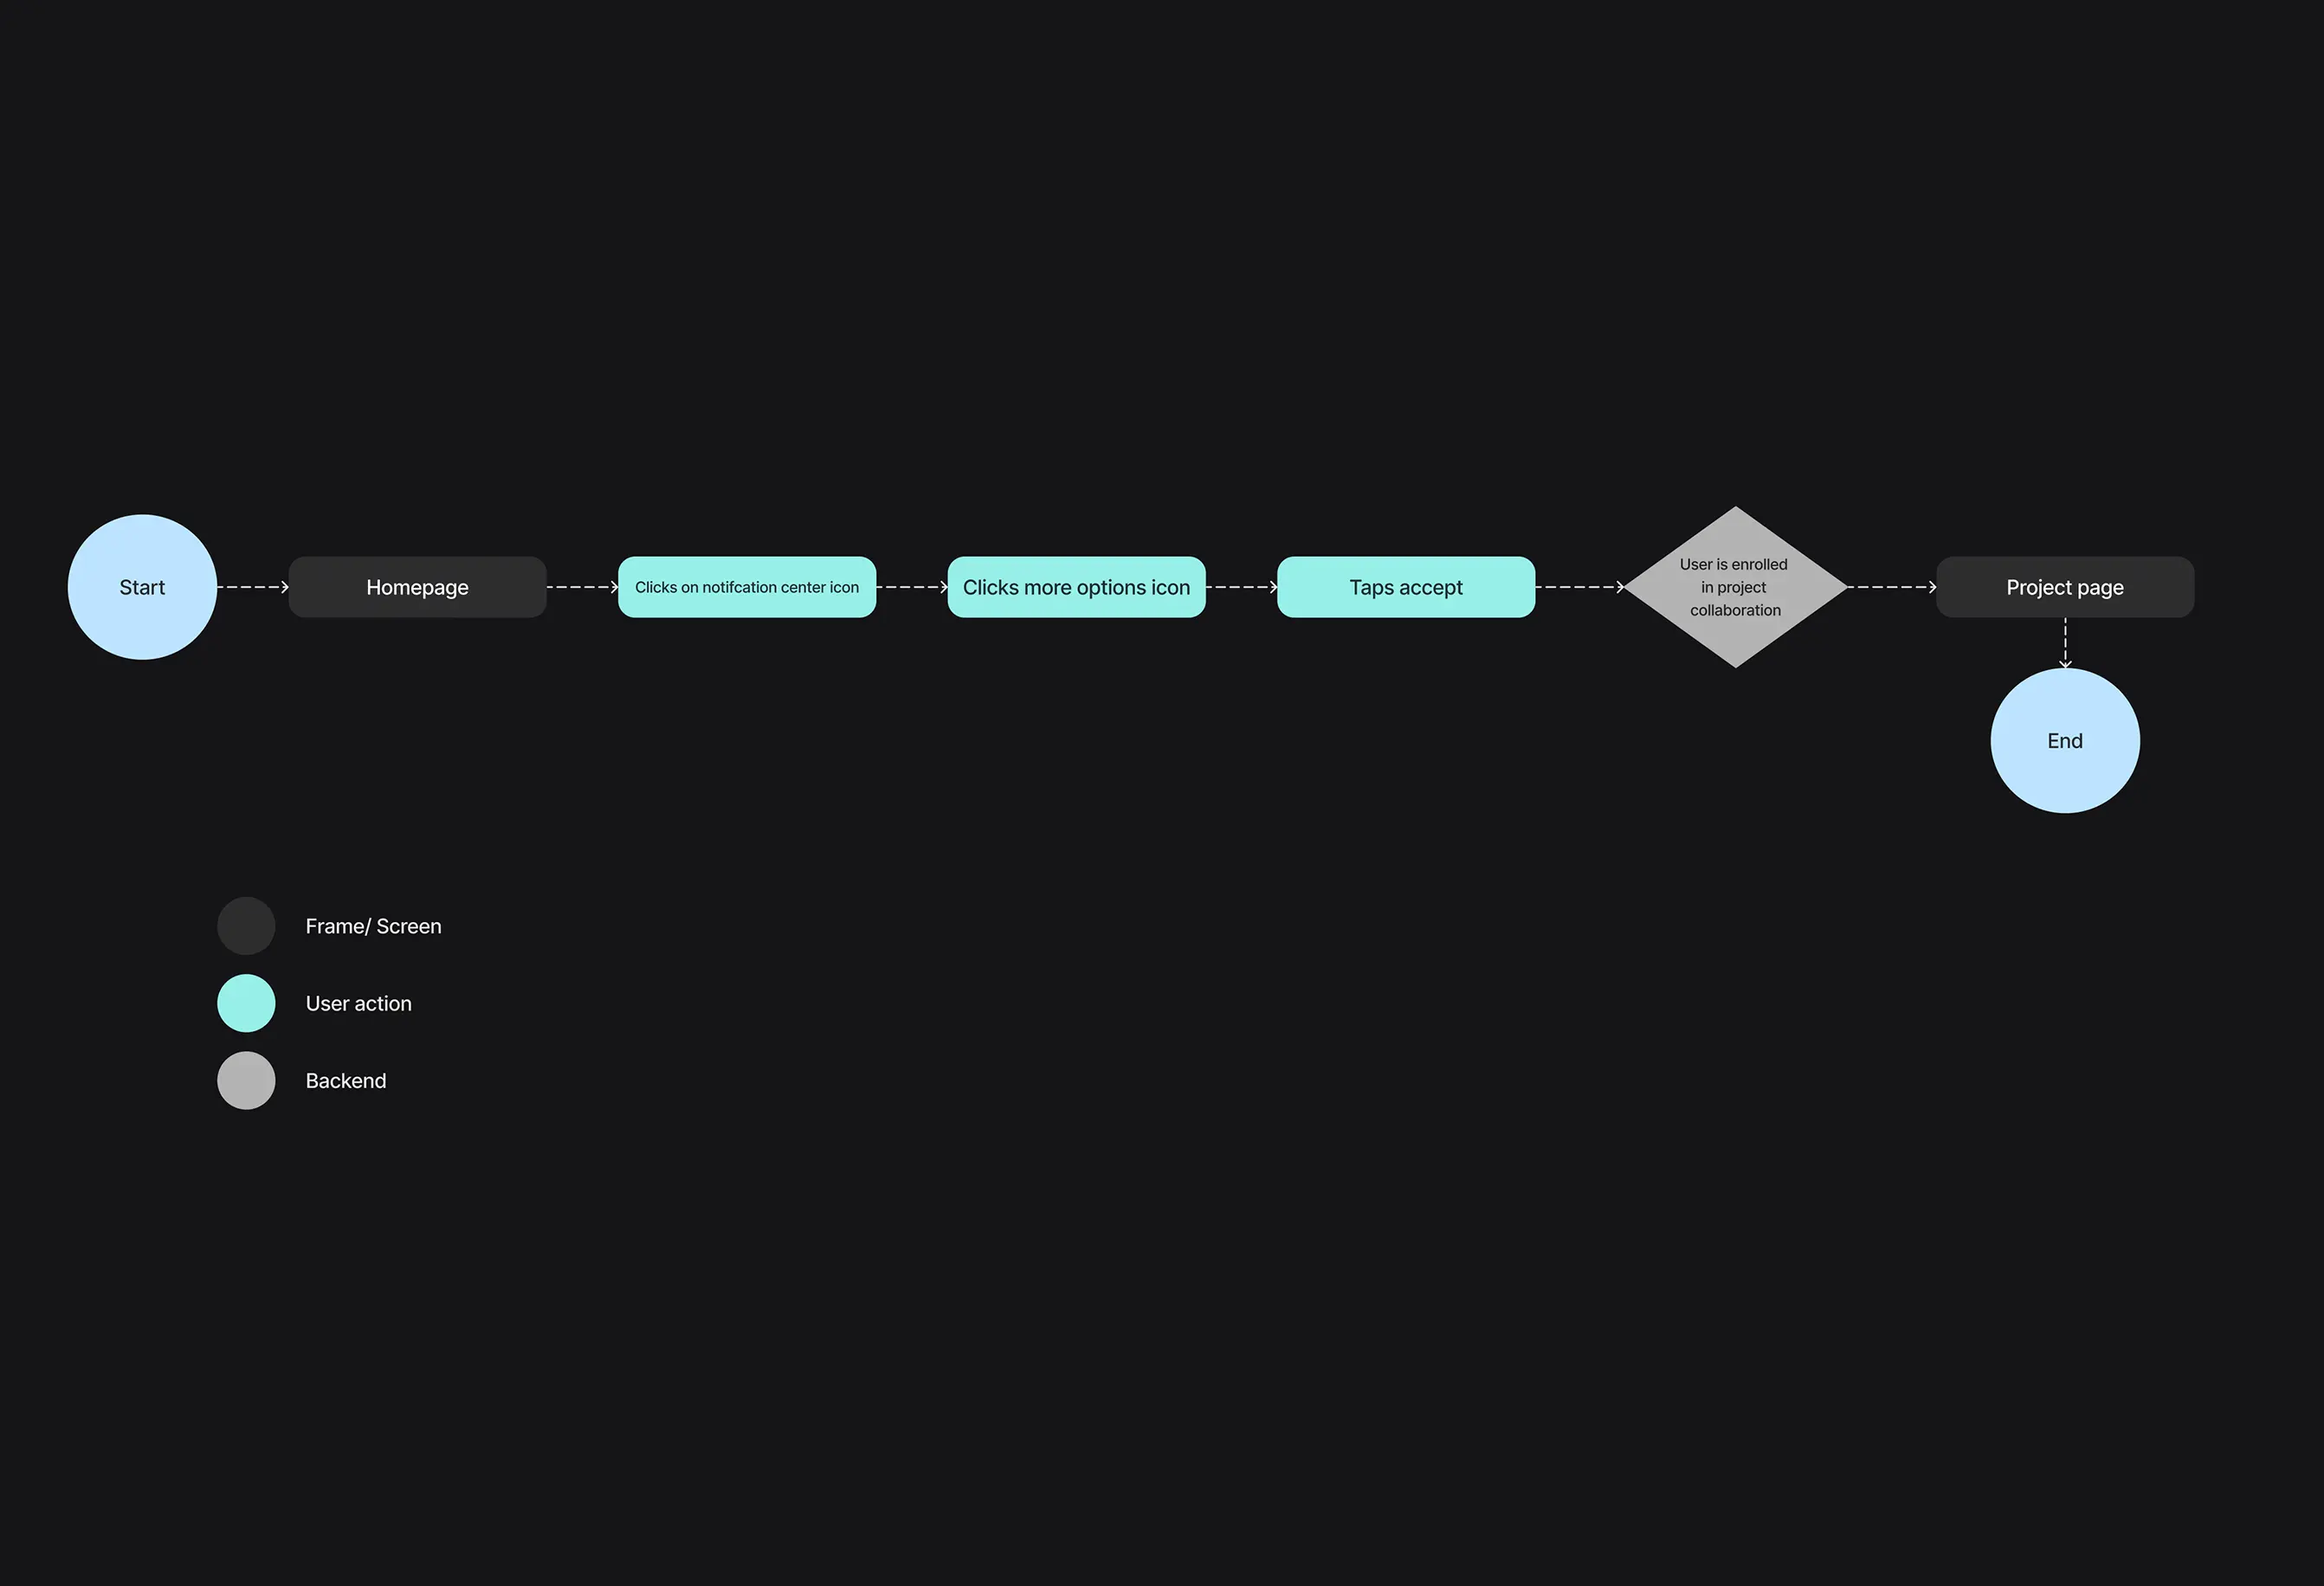 Start
Homepage
Clicks on notifcation center icon
Clicks more options icon
Taps accept
User is enrolled
in project
collaboration
Project page
End
Frame/ Screen
User action
Backend